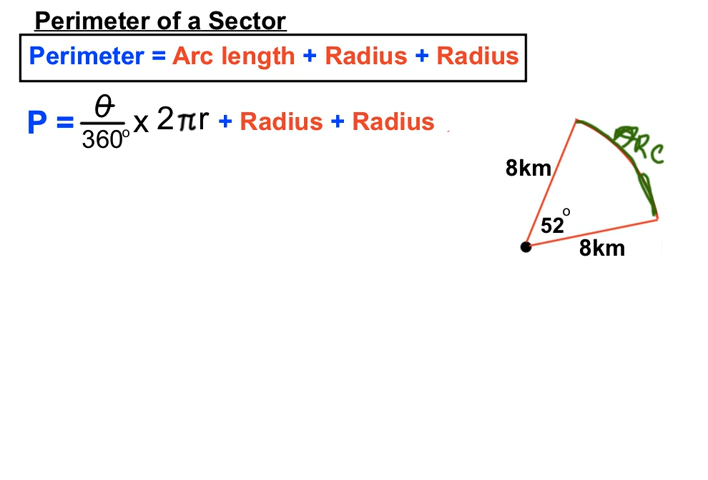 Perimeter of a Sector
Perimeter = Arc length + Radius + Radius
P = θ/360° x 2πr + Radius + Radius
ARC
8km
52°
8km